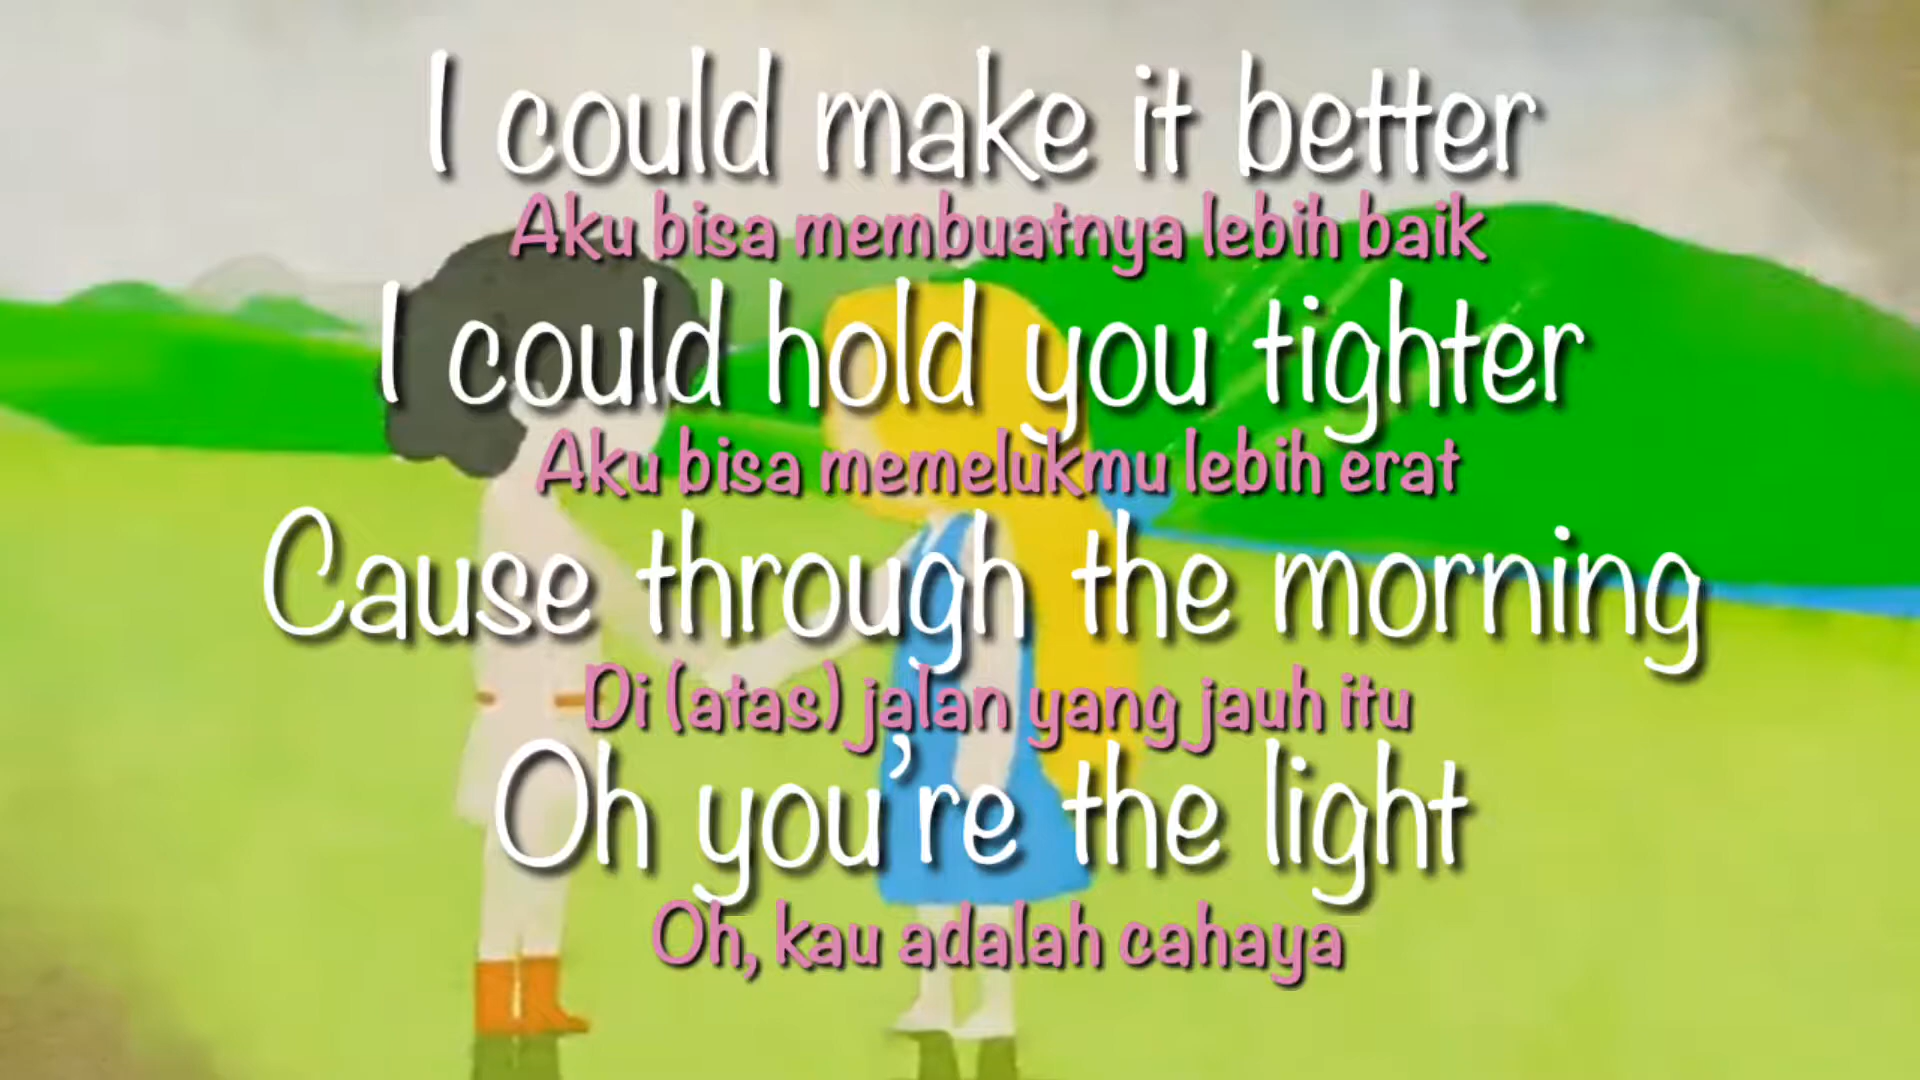 I could make it better
Aku bisa membuatnya lebih baik
I could hold you tighter
Aku bisa memelukmu lebih erat
Cause through the morning
Di (atas) jalan yang jauh itu
Oh you're the light
Oh, kau adalah cahaya